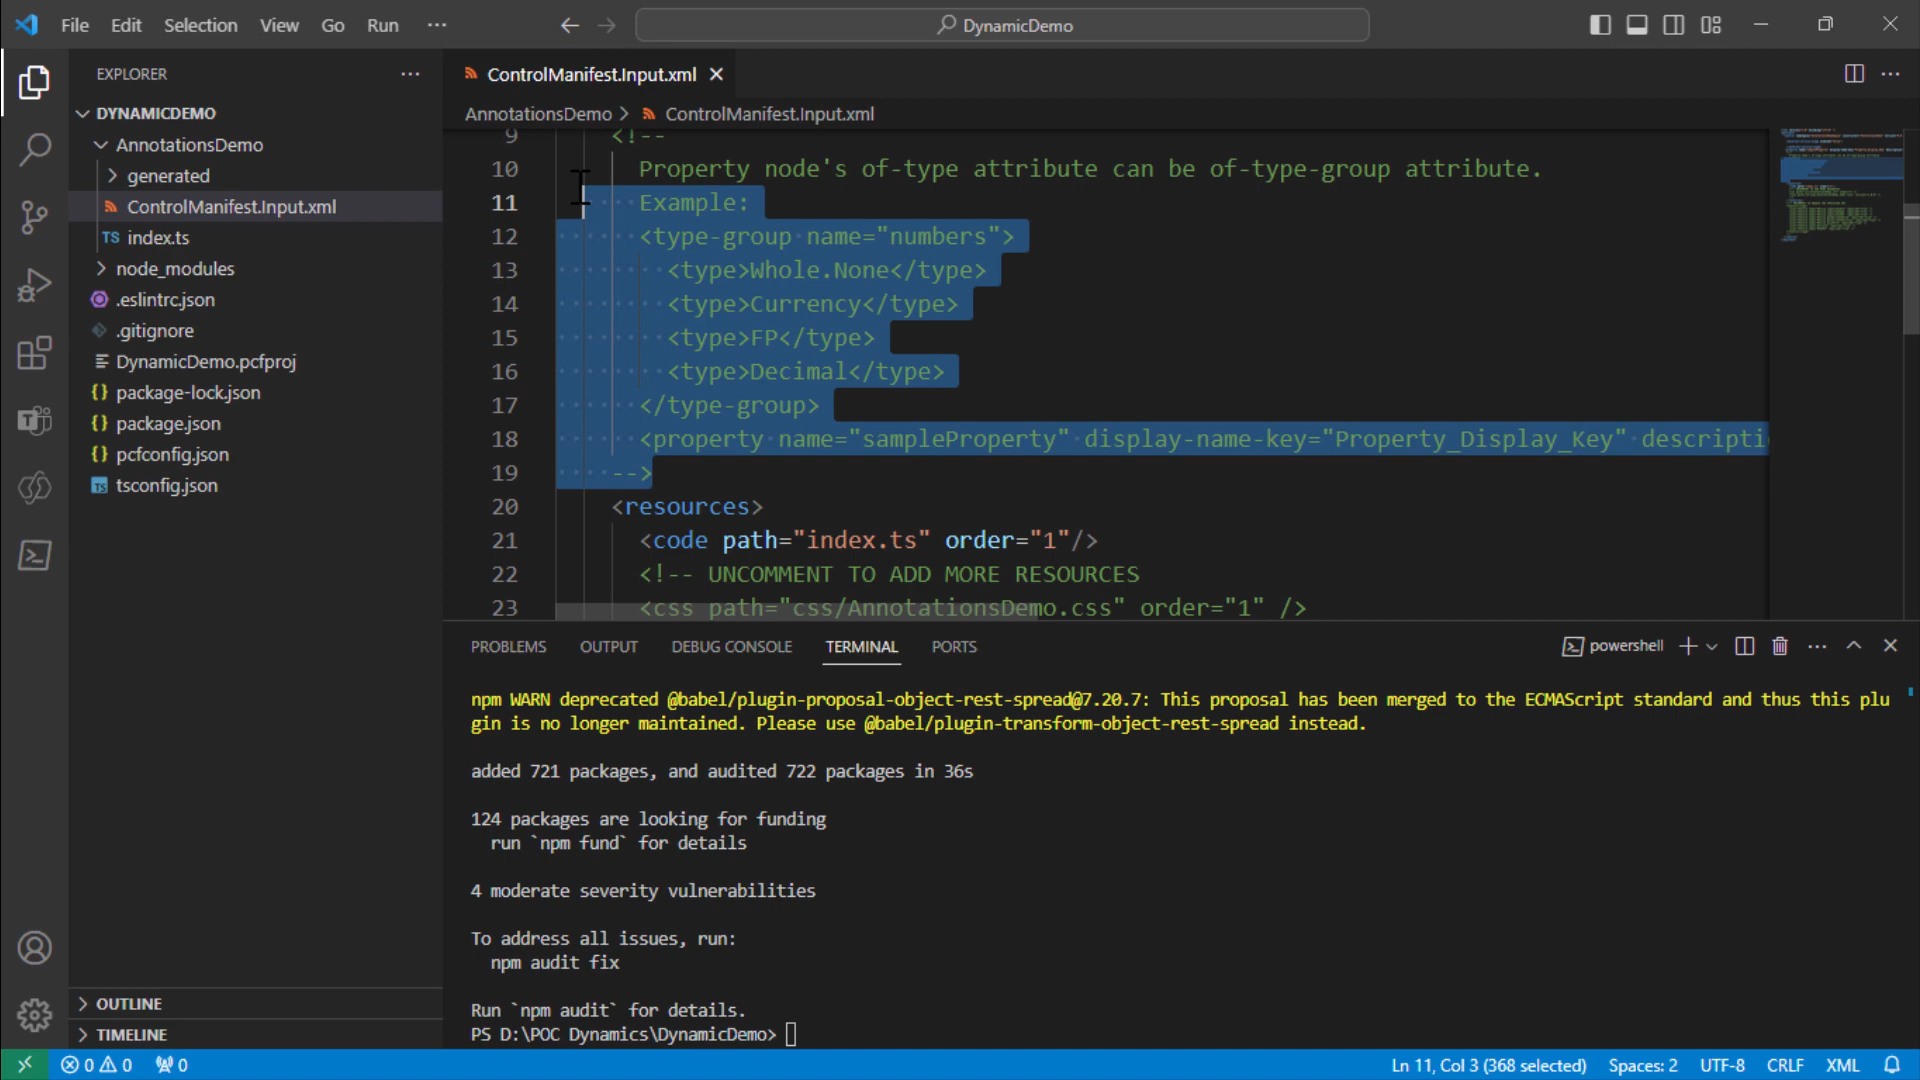 File Edit Selection View Go Run ··· DynamicDemo
EXPLORER ···
DYNAMICDEMO
AnnotationsDemo
generated
ControlManifest.Input.xml
TS index.ts
node_modules
.eslintrc.json
.gitignore
DynamicDemo.pcfproj
{} package-lock.json
{} package.json
{} pcfconfig.json
TS tsconfig.json
OUTLINE
TIMELINE
ControlManifest.Input.xml
AnnotationsDemo > ControlManifest.Input.xml
9 <!--
10 Property node's of-type attribute can be of-type-group attribute.
11 Example:
12 <type-group name="numbers">
13 <type>Whole.None</type>
14 <type>Currency</type>
15 <type>FP</type>
16 <type>Decimal</type>
17 </type-group>
18 <property name="sampleProperty" display-name-key="Property_Display_Key" descripti
19 -->
20 <resources>
21 <code path="index.ts" order="1"/>
22 <!-- UNCOMMENT TO ADD MORE RESOURCES
23 <css path="css/AnnotationsDemo.css" order="1" />
PROBLEMS OUTPUT DEBUG CONSOLE TERMINAL PORTS powershell
npm WARN deprecated @babel/plugin-proposal-object-rest-spread@7.20.7: This proposal has been merged to the ECMAScript standard and thus this plu
gin is no longer maintained. Please use @babel/plugin-transform-object-rest-spread instead.
added 721 packages, and audited 722 packages in 36s
124 packages are looking for funding
run `npm fund` for details
4 moderate severity vulnerabilities
To address all issues, run:
npm audit fix
Run `npm audit` for details.
PS D:\POC Dynamics\DynamicDemo>
0 0 0 Ln 11, Col 3 (368 selected) Spaces: 2 UTF-8 CRLF XML